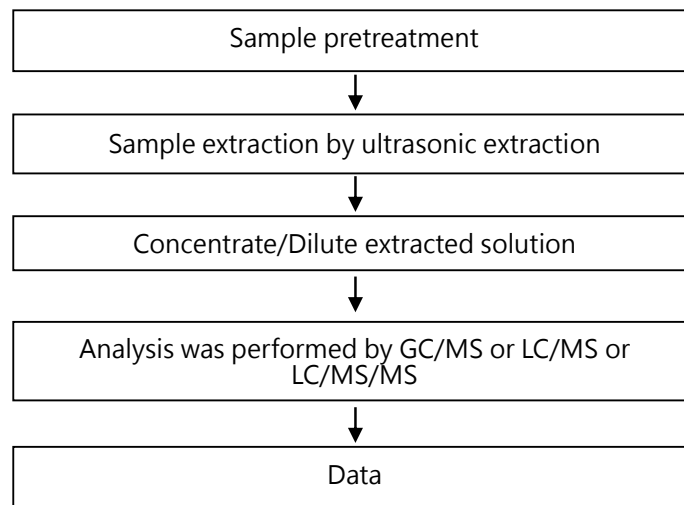 Sample pretreatment
Sample extraction by ultrasonic extraction
Concentrate/Dilute extracted solution
Analysis was performed by GC/MS or LC/MS or
LC/MS/MS
Data